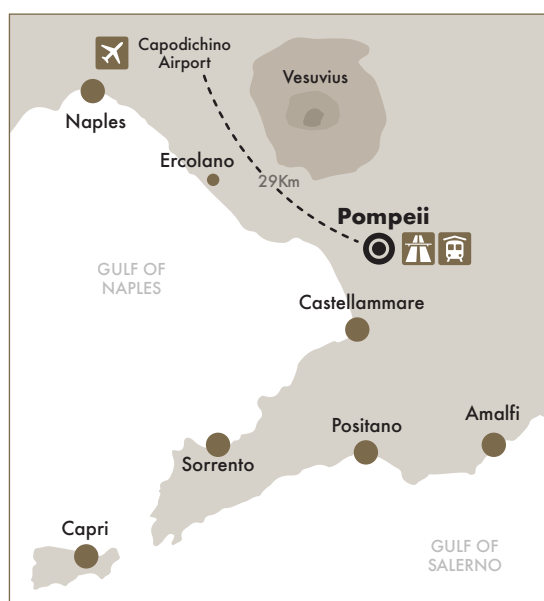 Capodichino
Airport
Vesuvius
Naples
Ercolano
29Km
Pompeii
GULF OF
NAPLES
Castellammare
Amalfi
Positano
Sorrento
Capri
GULF OF
SALERNO